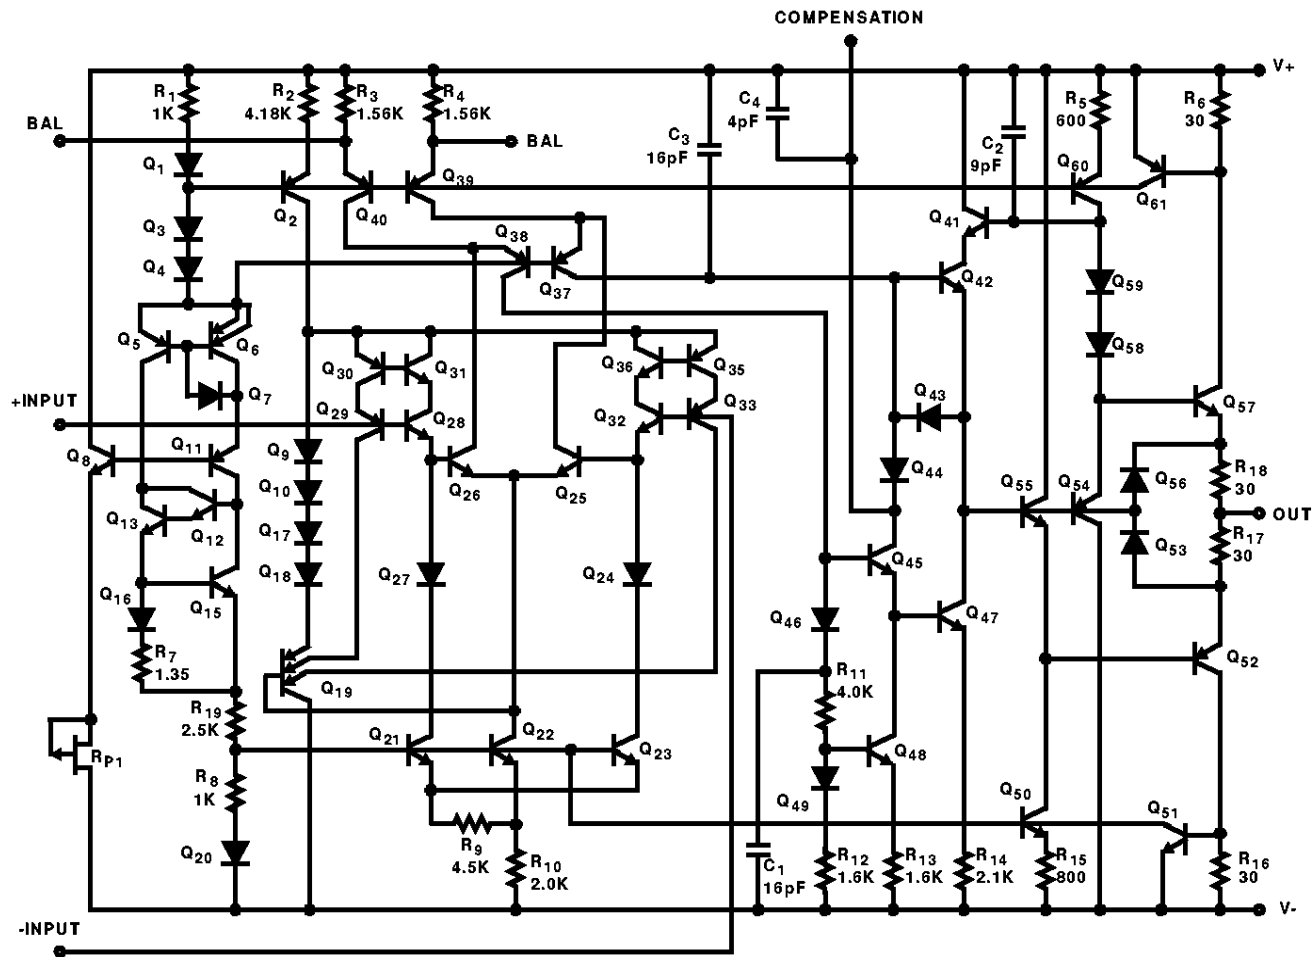 COMPENSATION
V+
R1
1K
R2
4.18K
R3
1.56K
R4
1.56K
C4
4pF
C3
16pF
C2
9pF
R5
600
R6
30
BAL
BAL
Q1
Q2
Q40
Q39
Q60
Q61
Q3
Q4
Q38
Q37
Q41
Q42
Q59
Q58
Q5
Q6
Q7
Q30
Q31
Q36
Q35
+INPUT
Q29
Q28
Q32
Q33
Q43
Q57
Q8
Q11
Q9
Q10
Q26
Q25
Q44
Q55
Q54
Q56
R18
30
OUT
Q13
Q12
Q17
Q18
Q53
R17
30
Q16
Q15
Q27
Q24
Q45
Q46
Q47
R7
1.35
Q19
R11
4.0K
Q52
R19
2.5K
Q21
Q22
Q23
Q48
RP1
R8
1K
Q49
Q50
Q51
Q20
R9
4.5K
R10
2.0K
C1
16pF
R12
1.6K
R13
1.6K
R14
2.1K
R15
800
R16
30
V-
-INPUT